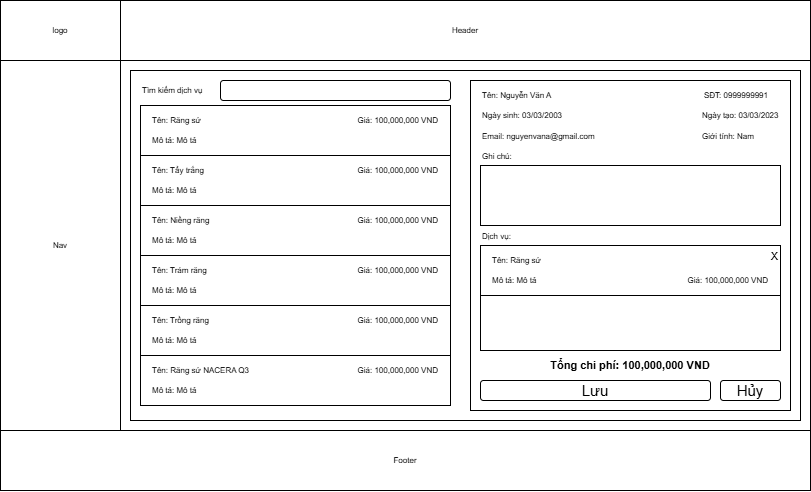 logo
Header
Nav
Tìm kiếm dịch vụ
Tên: Răng sứ
Giá: 100,000,000 VND
Mô tả: Mô tả
Tên: Tẩy trắng
Giá: 100,000,000 VND
Mô tả: Mô tả
Tên: Niềng răng
Giá: 100,000,000 VND
Mô tả: Mô tả
Tên: Trám răng
Giá: 100,000,000 VND
Mô tả: Mô tả
Tên: Trồng răng
Giá: 100,000,000 VND
Mô tả: Mô tả
Tên: Răng sứ NACERA Q3
Giá: 100,000,000 VND
Mô tả: Mô tả
Tên: Nguyễn Văn A
SĐT: 0999999991
Ngày sinh: 03/03/2003
Ngày tạo: 03/03/2023
Email: nguyenvana@gmail.com
Giới tính: Nam
Ghi chú:
Dịch vụ:
X
Tên: Răng sứ
Mô tả: Mô tả
Giá: 100,000,000 VND
Tổng chi phí: 100,000,000 VND
Lưu
Hủy
Footer